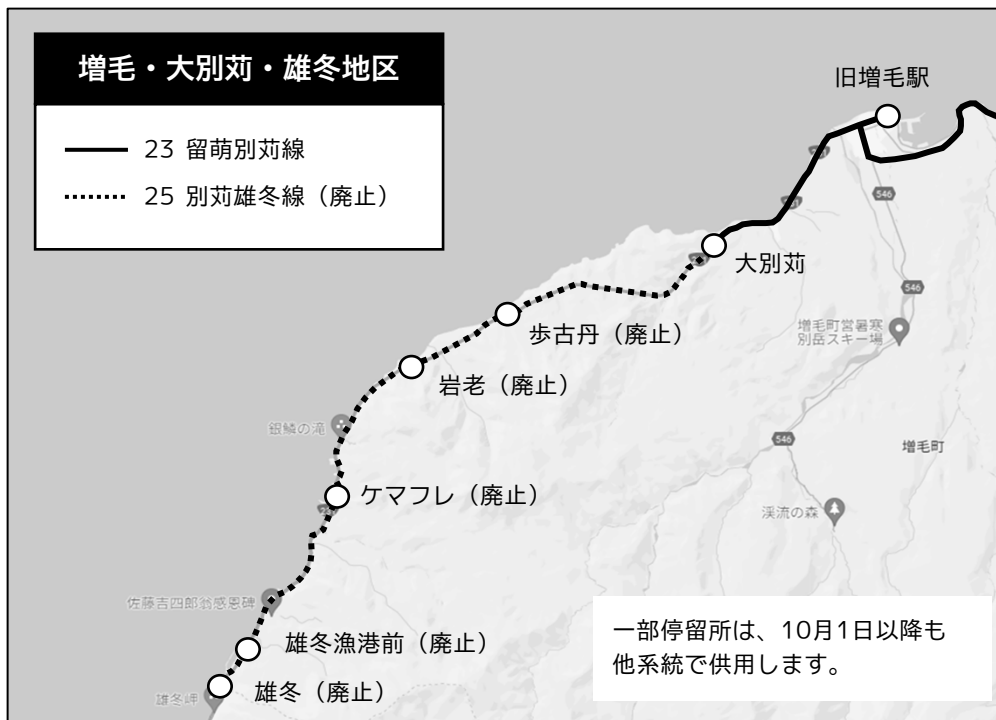 増毛・大別苅・雄冬地区
23 留萌別苅線
25 別苅雄冬線（廃止）
旧増毛駅
546
大別苅
546
歩古丹（廃止）
増毛町営暑寒
別岳スキー場
岩老（廃止）
銀鱗の滝
546
増毛町
ケマフレ（廃止）
渓流の森
佐藤吉四郎翁感恩碑
一部停留所は、10月1日以降も
他系統で供用します。
雄冬漁港前（廃止）
雄冬（廃止）
雄冬岬